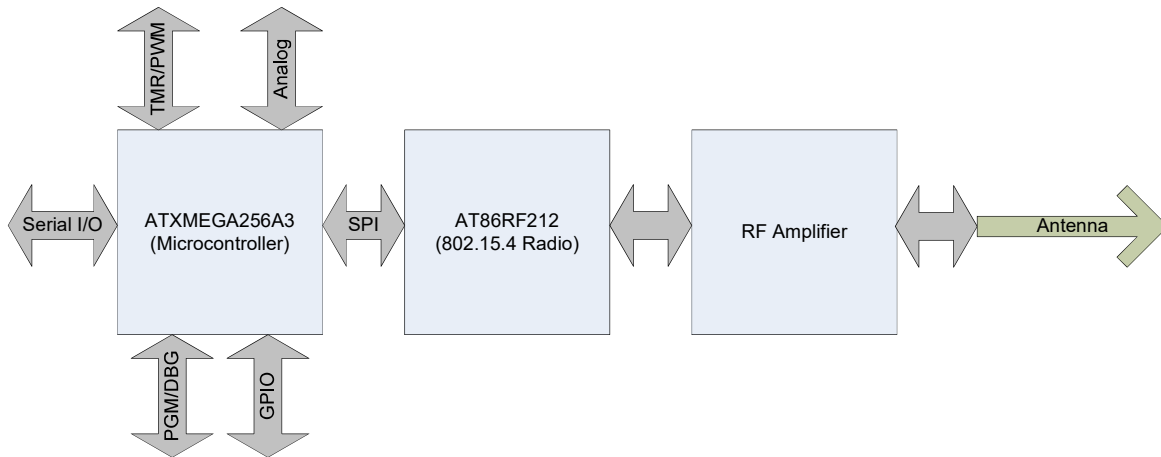 TMR/PWM
Analog
Serial I/O
ATXMEGA256A3
(Microcontroller)
SPI
AT86RF212
(802.15.4 Radio)
RF Amplifier
Antenna
PGM/DBG
GPIO